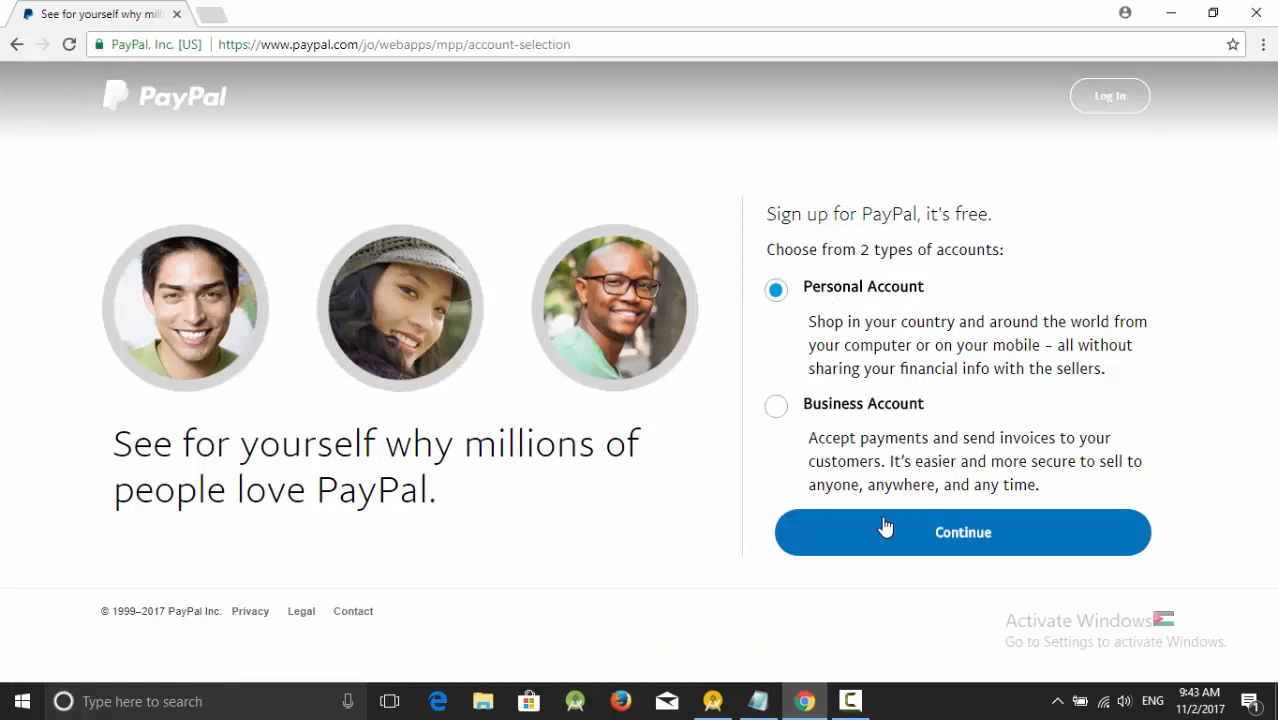 See for yourself why mill
PayPal, Inc. [US]
https://www.paypal.com/jo/webapps/mpp/account-selection
PayPal
Log In
Sign up for PayPal, it's free.
Choose from 2 types of accounts:
Personal Account
Shop in your country and around the world from
your computer or on your mobile – all without
sharing your financial info with the sellers.
Business Account
Accept payments and send invoices to your
customers. It's easier and more secure to sell to
anyone, anywhere, and any time.
Continue
See for yourself why millions of
people love PayPal.
© 1999–2017 PayPal Inc. Privacy Legal Contact
Activate Windows
Go to Settings to activate Windows.
Type here to search
ENG
9:43 AM
11/2/2017
1